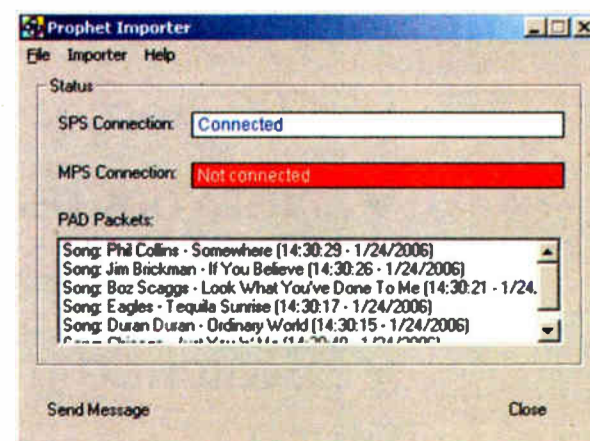 Prophet Importer
File Importer Help
Status
SPS Connection: Connected
MPS Connection: Not connected
PAD Packets:
Song: Phil Collins - Somewhere (14:30:29 - 1/24/2006)
Song: Jim Brickman - If You Believe (14:30:26 - 1/24/2006)
Song: Boz Scaggs - Look What You've Done To Me (14:30:21 - 1/24.
Song: Eagles - Tequila Sunrise (14:30:17 - 1/24/2006)
Song: Duran Duran - Ordinary World (14:30:15 - 1/24/2006)
Send Message Close